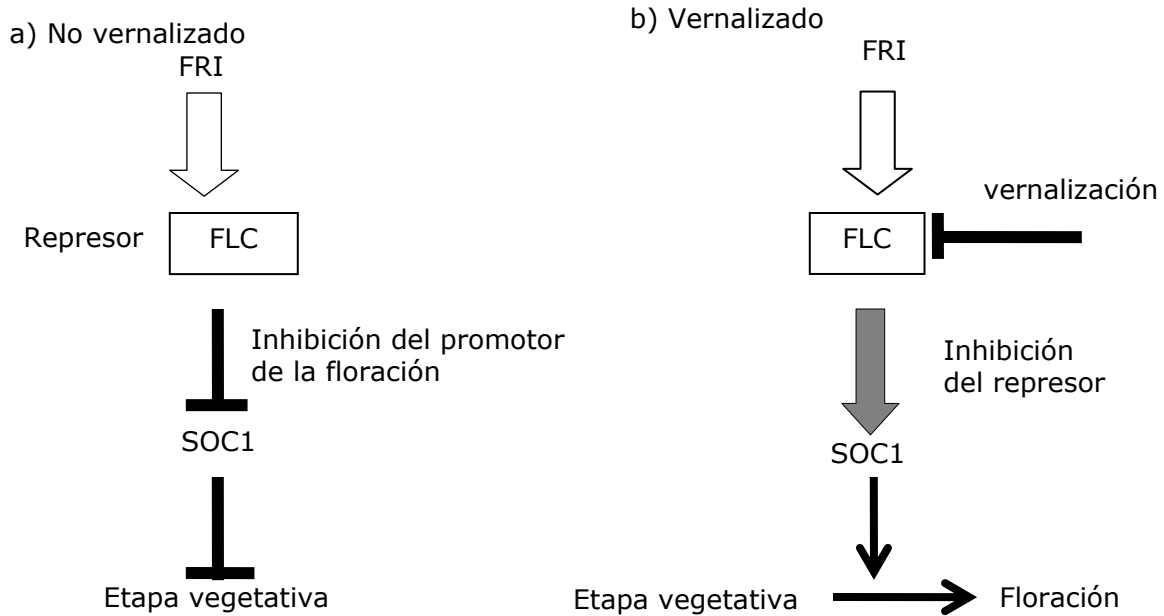 a) No vernalizado
FRI
Represor
FLC
Inhibición del promotor
de la floración
SOC1
Etapa vegetativa
b) Vernalizado
FRI
vernalización
FLC
Inhibición
del represor
SOC1
Etapa vegetativa
Floración